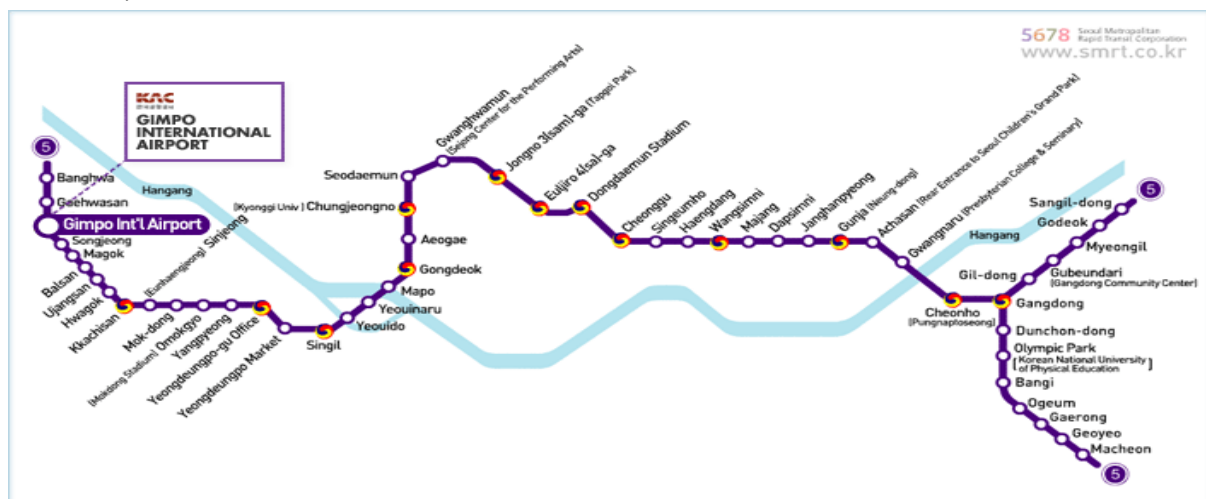 5678 Seoul Metropolitan
Rapid Transit Corporation
www.smrt.co.kr
KAC
GIMPO
INTERNATIONAL
AIRPORT
5
Banghwa
Gaehwasan
Gimpo Int'l Airport
Songjeong
Magok
Balsan
Ujangsan
Hwagok
Kkachisan
[Eunhaengjeong] Sinjeong
Mok-dong
[Mokdong Stadium] Omokgyo
Yangpyeong
Yeongdeungpo-gu Office
Yeongdeungpo Market
Singil
Yeouido
Yeouinaru
Mapo
Gongdeok
Aeogae
[Kyonggi Univ] Chungjeongno
Seodaemun
Gwanghwamun
[Sejong Center for the Performing Arts]
Jongno 3[sam]-ga [Tapgol Park]
Euljiro 4[sa]-ga
Dongdaemun Stadium
Cheonggu
Singeumho
Haengdang
Wangsimni
Majang
Dapsimni
Janghanpyeong
Gunja [Neung-dong]
Achasan [Rear Entrance to Seoul Children's Grand Park]
Gwangnaru [Presbyterian College & Seminary]
Cheonho
[Pungnaptoseong]
Gangdong
Gil-dong
Gubeundari
[Gangdong Community Center]
Myeongil
Godeok
Sangil-dong
5
Dunchon-dong
Olympic Park
[Korean National University
of Physical Education]
Bangi
Ogeum
Gaerong
Geoyeo
Macheon
5
Hangang
Hangang